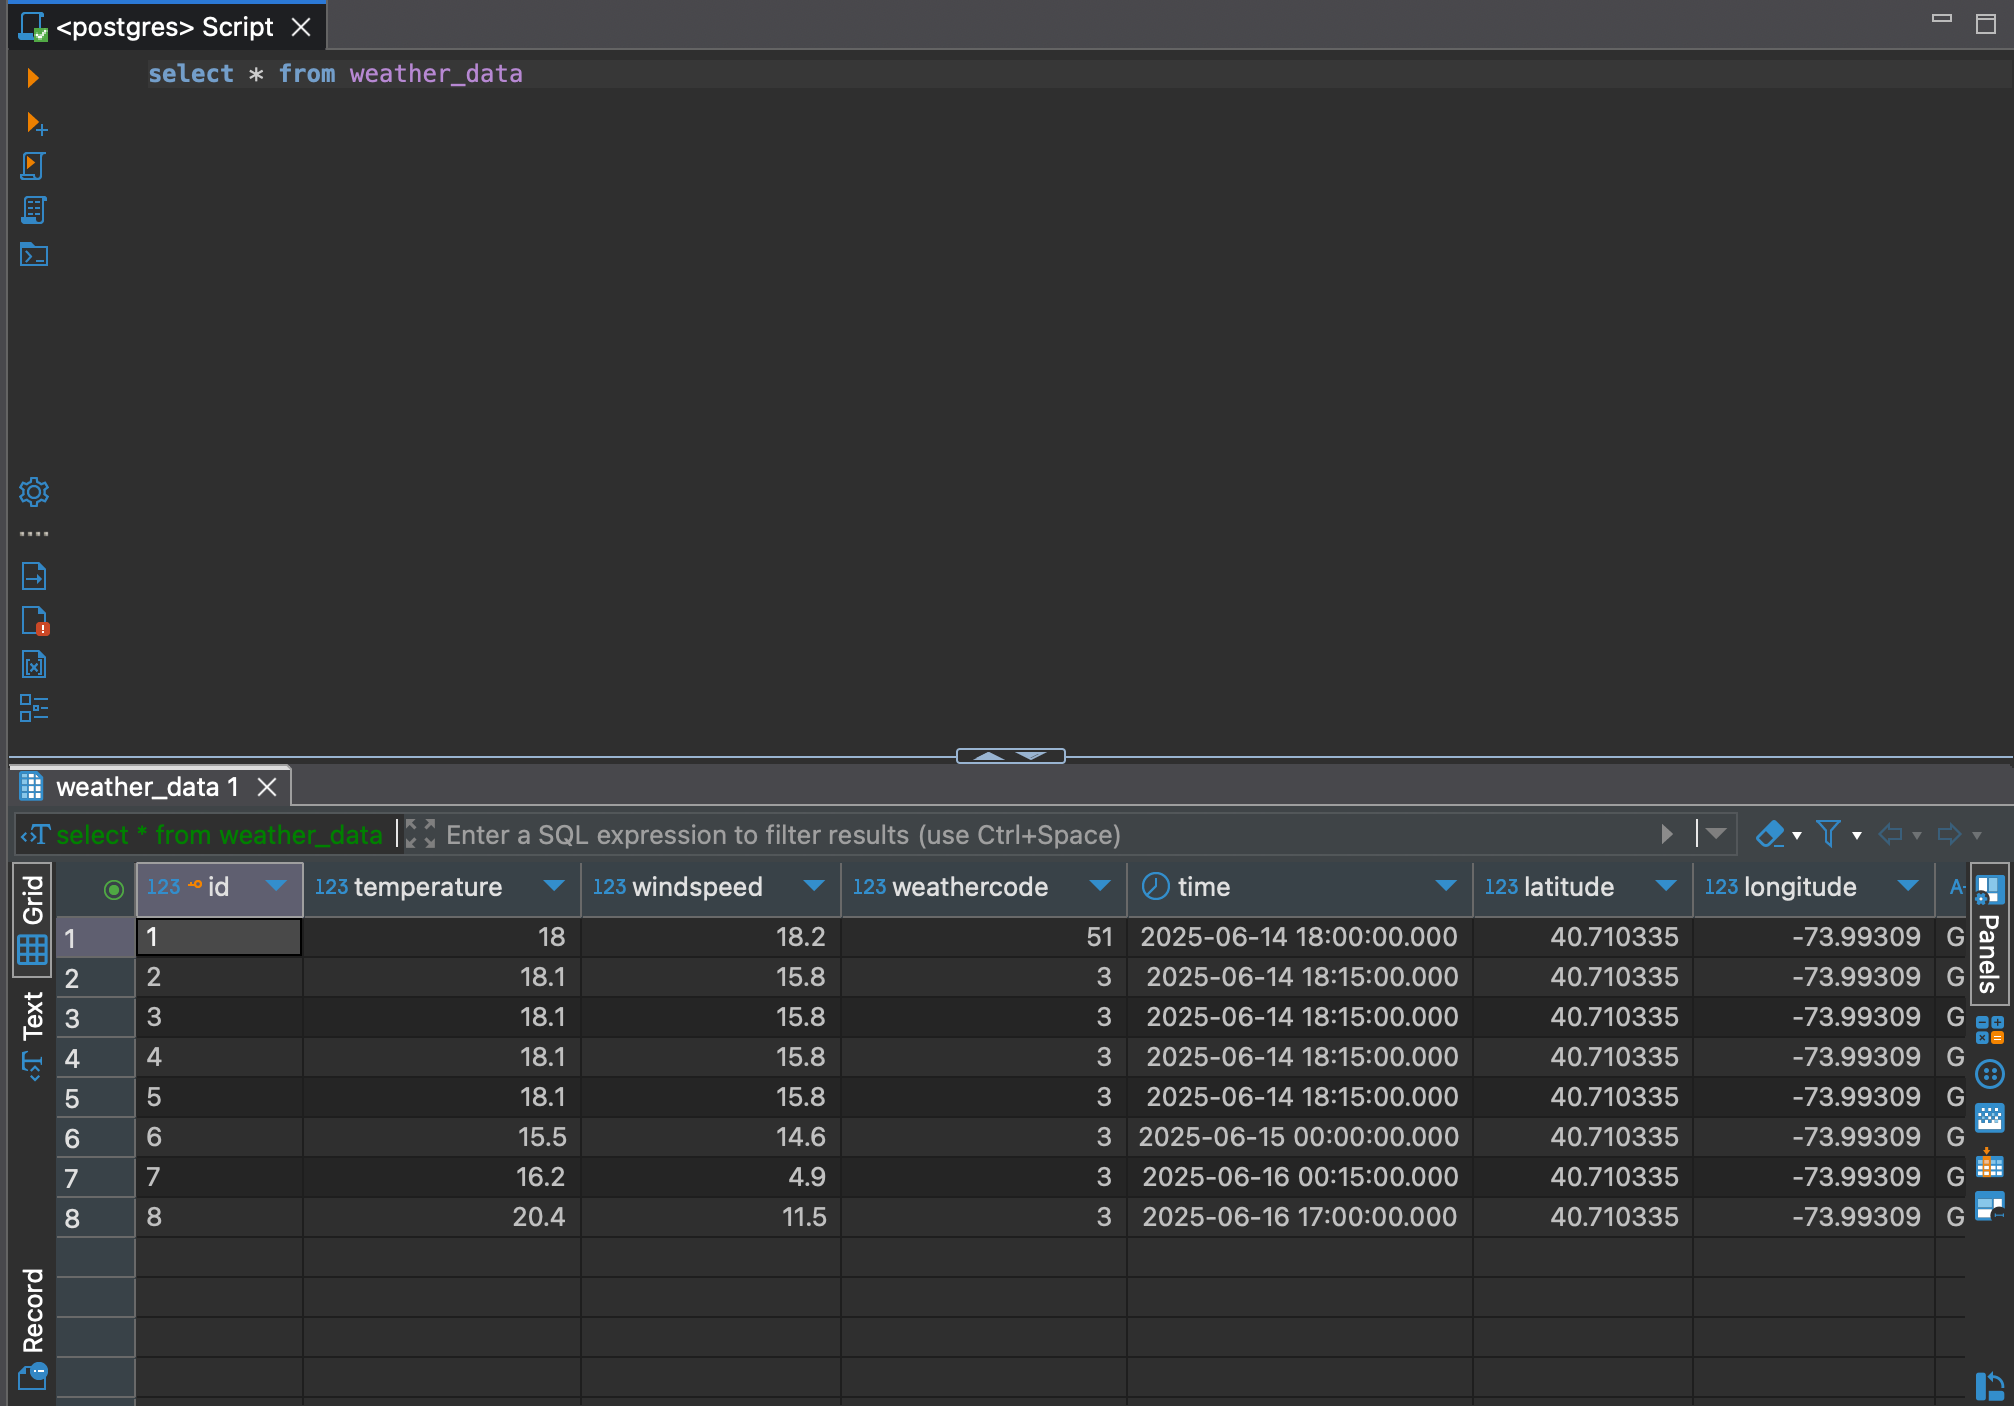 <postgres> Script
select * from weather_data
weather_data 1
select * from weather_data
Enter a SQL expression to filter results (use Ctrl+Space)
Grid
Text
Record
Panels
123 id 123 temperature 123 windspeed 123 weathercode time 123 latitude 123 longitude A-
1 1 18 18.2 51 2025-06-14 18:00:00.000 40.710335 -73.99309 G
2 2 18.1 15.8 3 2025-06-14 18:15:00.000 40.710335 -73.99309 G
3 3 18.1 15.8 3 2025-06-14 18:15:00.000 40.710335 -73.99309 G
4 4 18.1 15.8 3 2025-06-14 18:15:00.000 40.710335 -73.99309 G
5 5 18.1 15.8 3 2025-06-14 18:15:00.000 40.710335 -73.99309 G
6 6 15.5 14.6 3 2025-06-15 00:00:00.000 40.710335 -73.99309 G
7 7 16.2 4.9 3 2025-06-16 00:15:00.000 40.710335 -73.99309 G
8 8 20.4 11.5 3 2025-06-16 17:00:00.000 40.710335 -73.99309 G